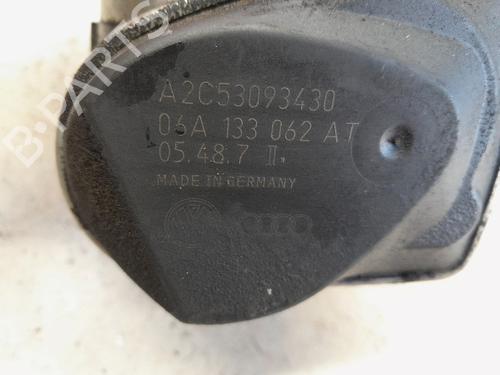 A2C53093430
06A 133 062 AT
05.48.7 II
MADE IN GERMANY
B-PARTS